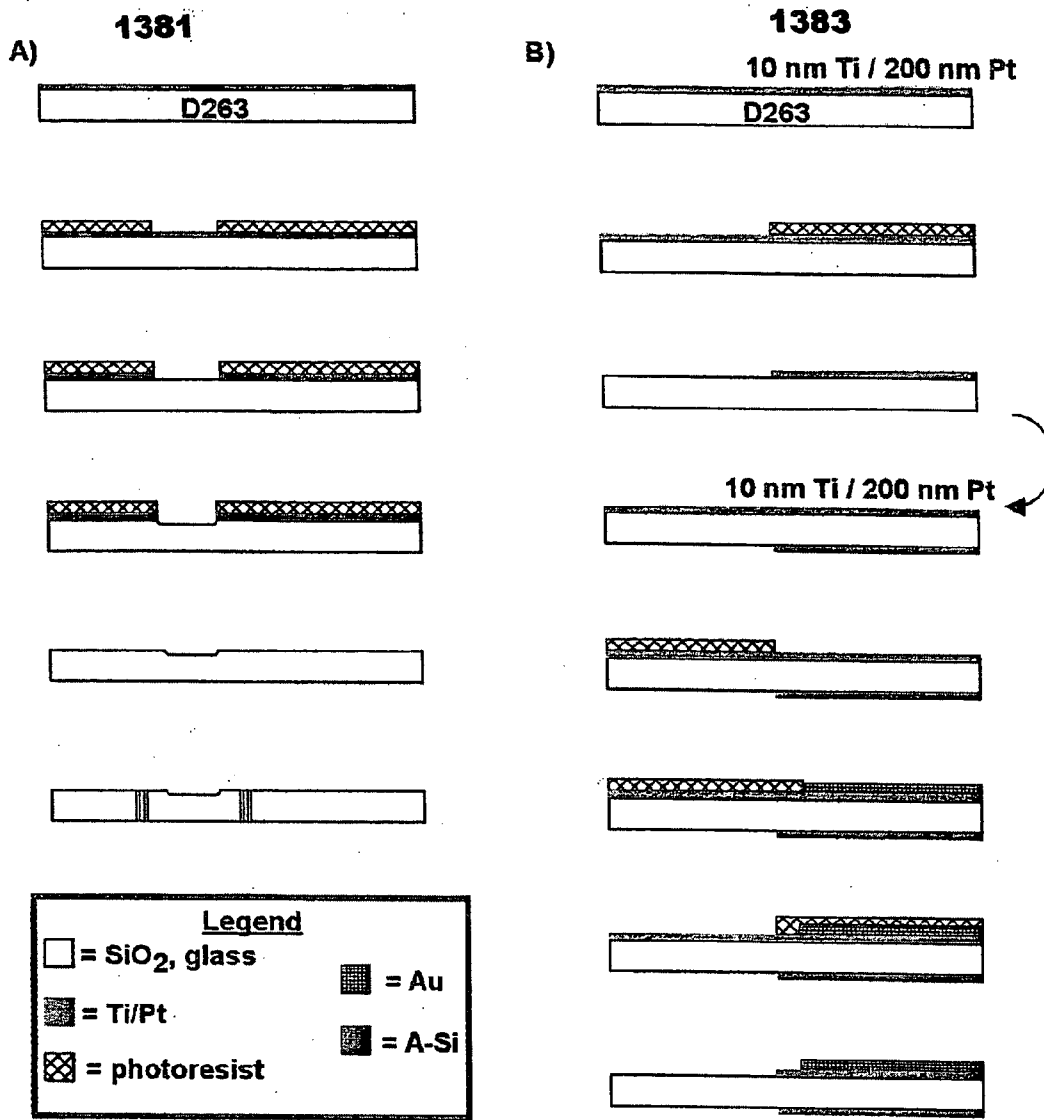 1381
A)
D263
1383
B)
10 nm Ti / 200 nm Pt
D263
10 nm Ti / 200 nm Pt
Legend
= SiO2, glass
= Ti/Pt
= photoresist
= Au
= A-Si